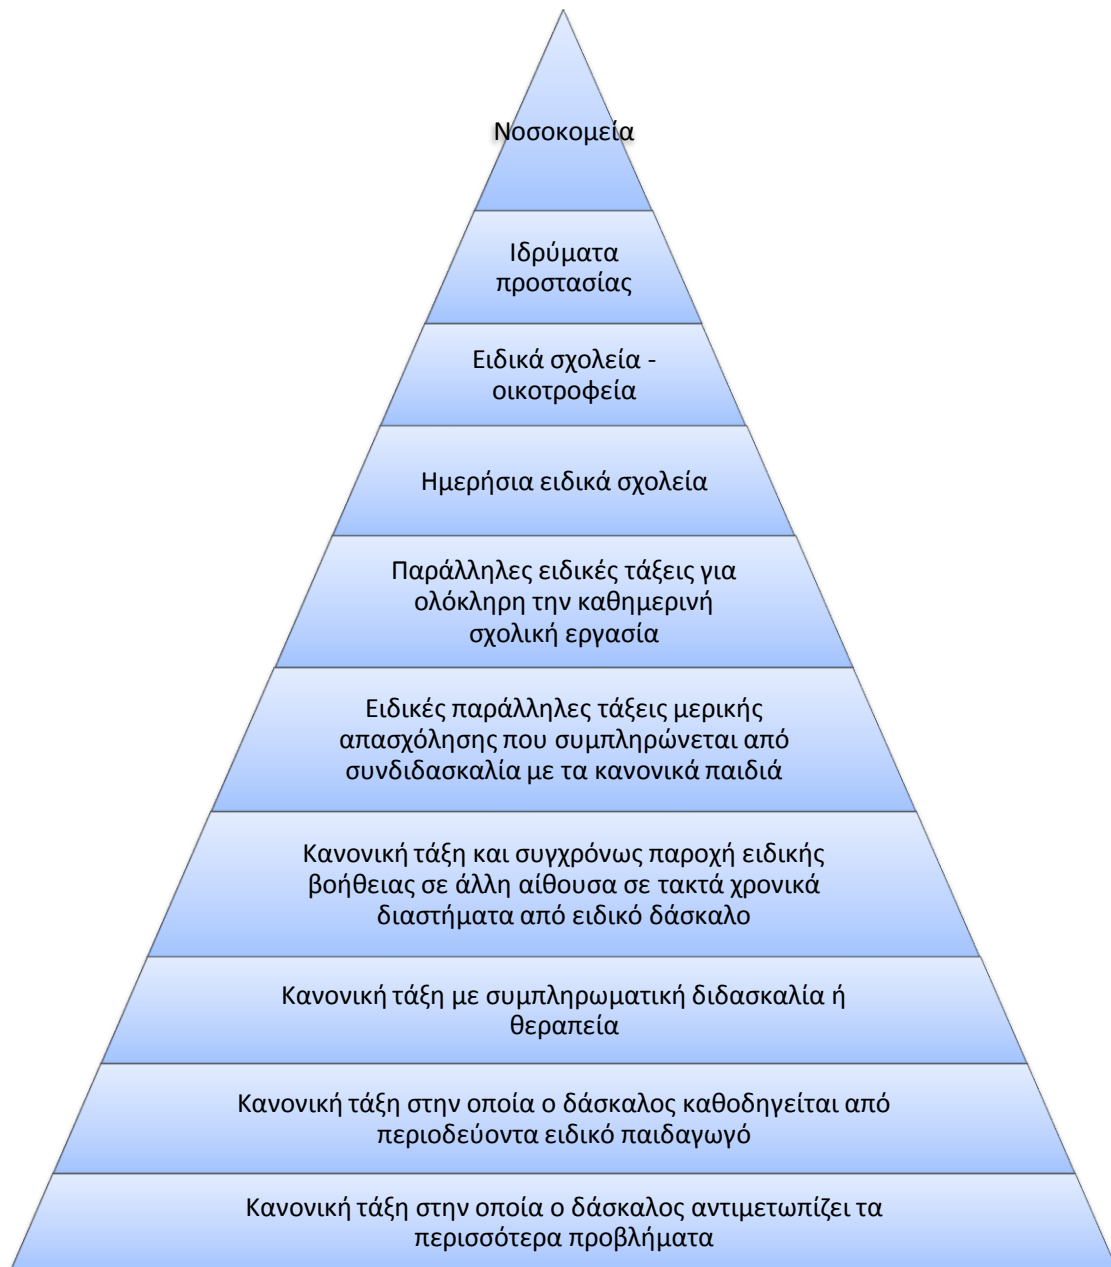 Νοσοκομεία
Ιδρύματα
προστασίας
Ειδικά σχολεία -
οικοτροφεία
Ημερήσια ειδικά σχολεία
Παράλληλες ειδικές τάξεις για
ολόκληρη την καθημερινή
σχολική εργασία
Ειδικές παράλληλες τάξεις μερικής
απασχόλησης που συμπληρώνεται από
συνδιδασκαλία με τα κανονικά παιδιά
Κανονική τάξη και συγχρόνως παροχή ειδικής
βοήθειας σε άλλη αίθουσα σε τακτά χρονικά
διαστήματα από ειδικό δάσκαλο
Κανονική τάξη με συμπληρωματική διδασκαλία ή
θεραπεία
Κανονική τάξη στην οποία ο δάσκαλος καθοδηγείται από
περιοδεύοντα ειδικό παιδαγωγό
Κανονική τάξη στην οποία ο δάσκαλος αντιμετωπίζει τα
περισσότερα προβλήματα